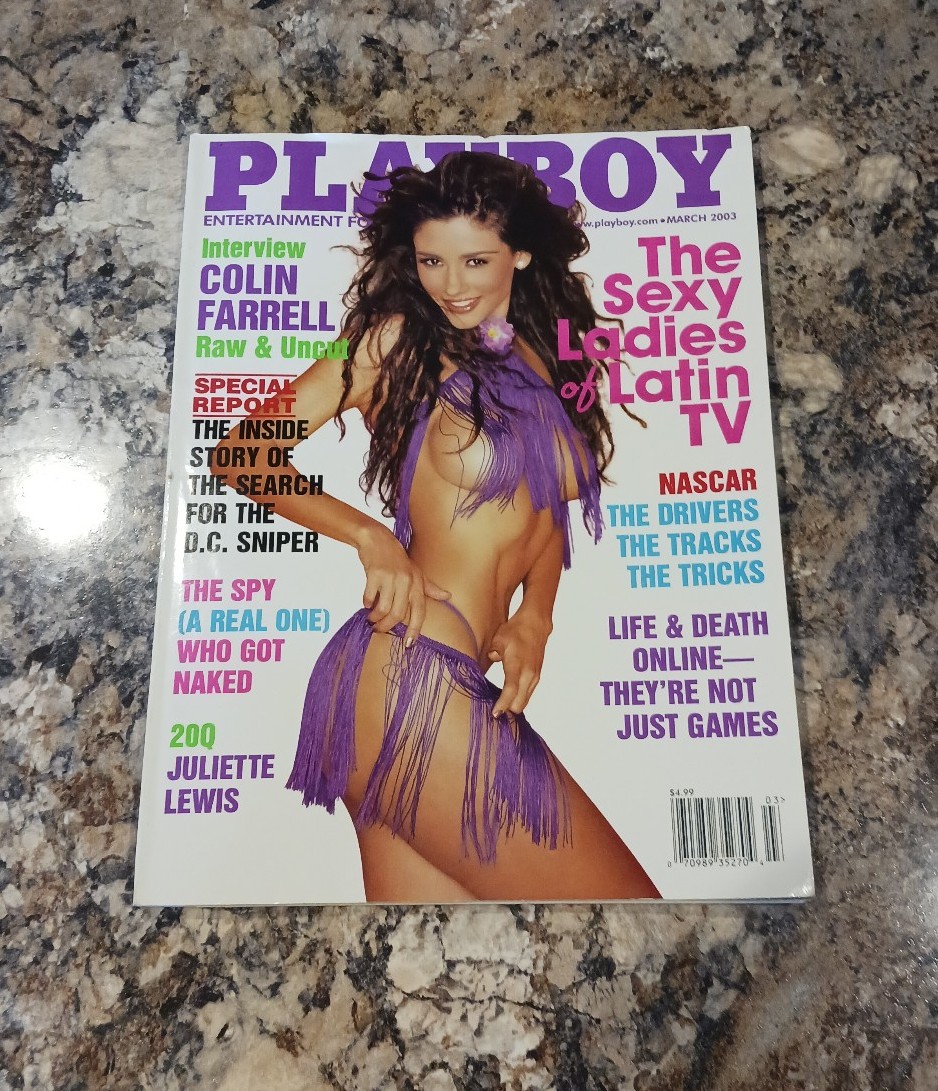 PLAYBOY
ENTERTAINMENT
www.playboy.com • MARCH 2003
Interview
COLIN
FARRELL
Raw & Uncut
SPECIAL
REPORT
THE INSIDE
STORY OF
THE SEARCH
FOR THE
D.C. SNIPER
THE SPY
(A REAL ONE)
WHO GOT
NAKED
20Q
JULIETTE
LEWIS
The
Sexy
Ladies
of Latin
TV
NASCAR
THE DRIVERS
THE TRACKS
THE TRICKS
LIFE & DEATH
ONLINE—
THEY'RE NOT
JUST GAMES
$4.99
03>
0 70989 35270 4